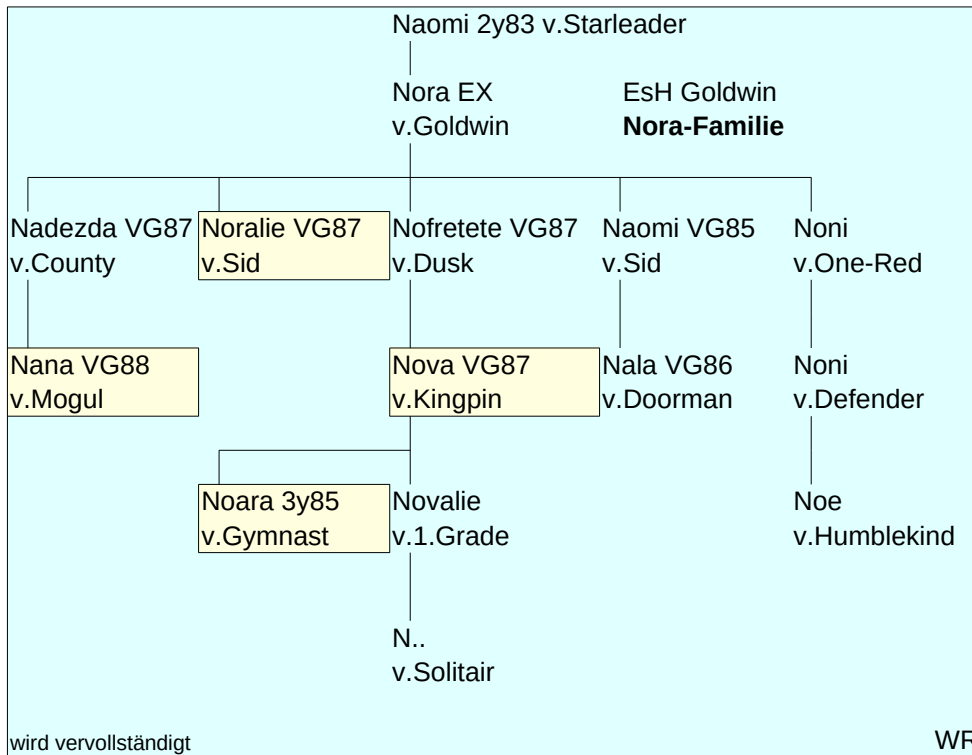 Naomi 2y83 v.Starleader
Nora EX
v.Goldwin
EsH Goldwin
Nora-Familie
Nadezda VG87
v.County
Noralie VG87
v.Sid
Nofretete VG87
v.Dusk
Naomi VG85
v.Sid
Noni
v.One-Red
Nana VG88
v.Mogul
Nova VG87
v.Kingpin
Nala VG86
v.Doorman
Noni
v.Defender
Noara 3y85
v.Gymnast
Novalie
v.1.Grade
Noe
v.Humblekind
N..
v.Solitair
wird vervollständigt
WR